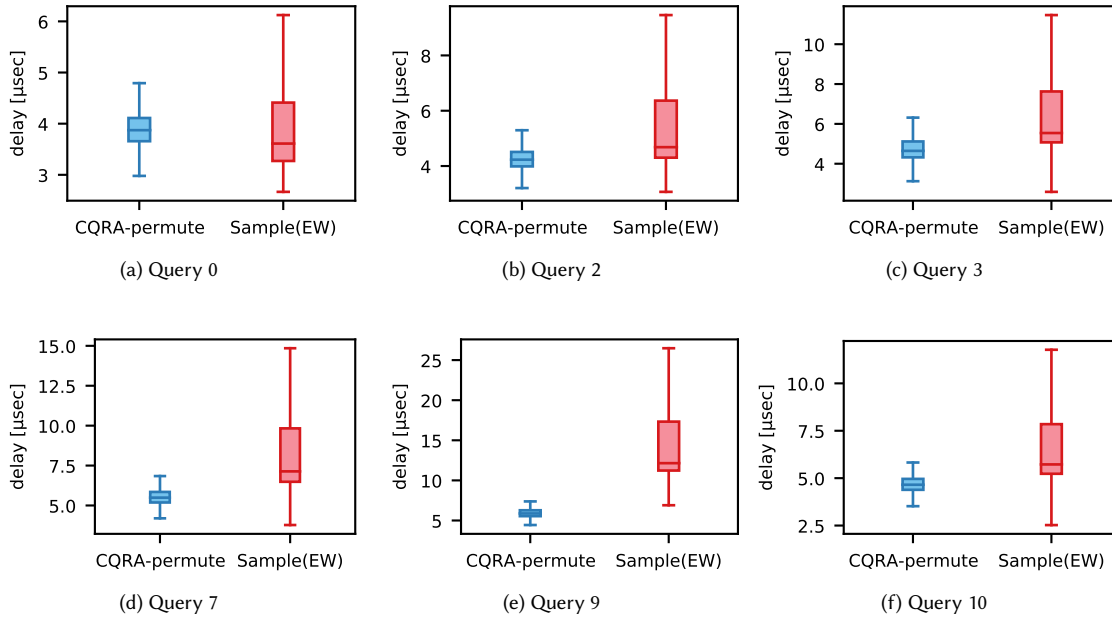 delay [μsec]
6
5
4
3
CQRA-permute Sample(EW)
(a) Query 0
delay [μsec]
8
6
4
CQRA-permute Sample(EW)
(b) Query 2
delay [μsec]
10
8
6
4
CQRA-permute Sample(EW)
(c) Query 3
delay [μsec]
15.0
12.5
10.0
7.5
5.0
CQRA-permute Sample(EW)
(d) Query 7
delay [μsec]
25
20
15
10
5
CQRA-permute Sample(EW)
(e) Query 9
delay [μsec]
10.0
7.5
5.0
2.5
CQRA-permute Sample(EW)
(f) Query 10